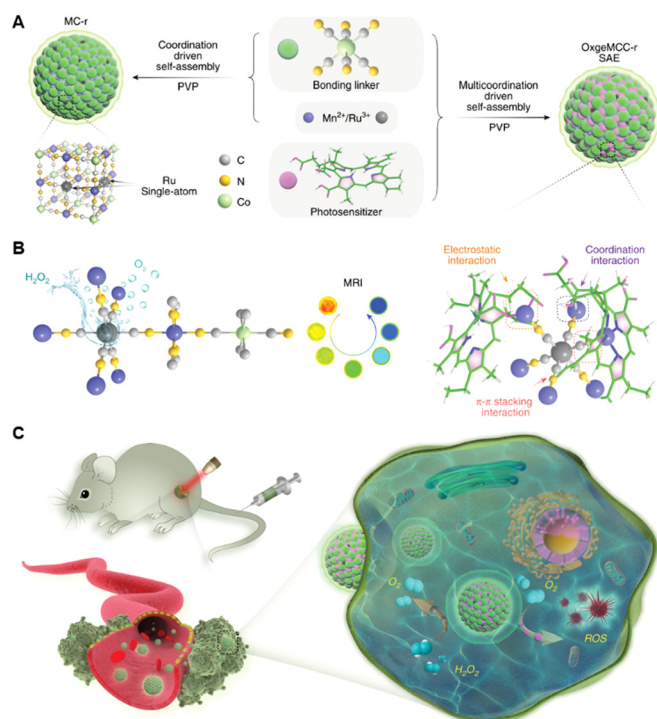 A
MC-r
Coordination
driven
self-assembly
PVP
Bonding linker
Mn²⁺/Ru³⁺
Photosensitizer
Multicoordination
driven
self-assembly
PVP
OxgeMCC-r
SAE
Ru
Single-atom
C
N
Co
B
H₂O₂
O₂
MRI
Electrostatic
interaction
Coordination
interaction
π-π stacking
interaction
C
O₂
O₂
ROS
H₂O₂